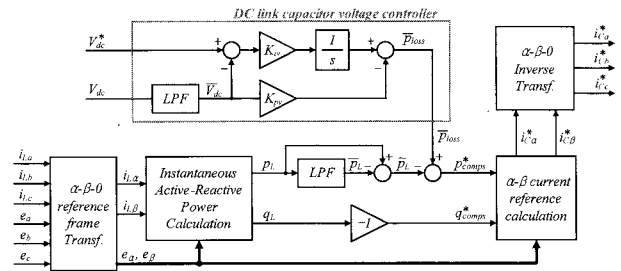 DC link capacitor voltage controller
V*dc
+
−
Kiv
1
s
+
−
p̄loss
Vdc
LPF
V̄dc
Kpv
α-β-0
Inverse
Transf.
i*Ca
i*Cb
i*Cc
i*Cα
i*Cβ
p̄loss
iLa
iLb
iLc
ea
eb
ec
α-β-0
reference
frame
Transf.
iLα
iLβ
Instantaneous
Active-Reactive
Power
Calculation
pL
LPF
p̄L
+
−
p̃L
−
+
p*comps
qL
−1
q*comps
α-β current
reference
calculation
eα, eβ